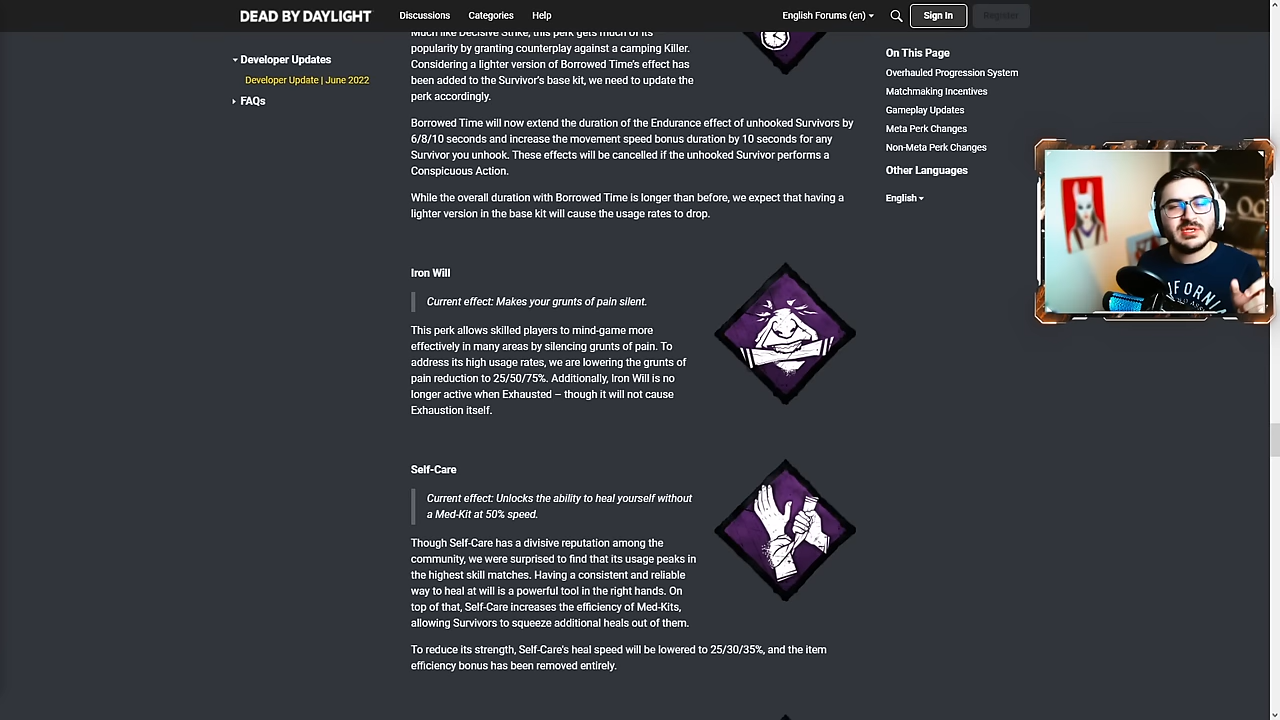 DEAD BY DAYLIGHT
Discussions
Categories
Help
English Forums (en)
Sign In
Register
Developer Updates
Developer Update | June 2022
FAQs
Much like Decisive Strike, this perk gets much of its
popularity by granting counterplay against a camping Killer.
Considering a lighter version of Borrowed Time's effect has
been added to the Survivor's base kit, we need to update the
perk accordingly.
Borrowed Time will now extend the duration of the Endurance effect of unhooked Survivors by
6/8/10 seconds and increase the movement speed bonus duration by 10 seconds for any
Survivor you unhook. These effects will be cancelled if the unhooked Survivor performs a
Conspicuous Action.
While the overall duration with Borrowed Time is longer than before, we expect that having a
lighter version in the base kit will cause the usage rates to drop.
Iron Will
Current effect: Makes your grunts of pain silent.
This perk allows skilled players to mind-game more
effectively in many areas by silencing grunts of pain. To
address its high usage rates, we are lowering the grunts of
pain reduction to 25/50/75%. Additionally, Iron Will is no
longer active when Exhausted – though it will not cause
Exhaustion itself.
Self-Care
Current effect: Unlocks the ability to heal yourself without
a Med-Kit at 50% speed.
Though Self-Care has a divisive reputation among the
community, we were surprised to find that its usage peaks in
the highest skill matches. Having a consistent and reliable
way to heal at will is a powerful tool in the right hands. On
top of that, Self-Care increases the efficiency of Med-Kits,
allowing Survivors to squeeze additional heals out of them.
To reduce its strength, Self-Care's heal speed will be lowered to 25/30/35%, and the item
efficiency bonus has been removed entirely.
On This Page
Overhauled Progression System
Matchmaking Incentives
Gameplay Updates
Meta Perk Changes
Non-Meta Perk Changes
Other Languages
English